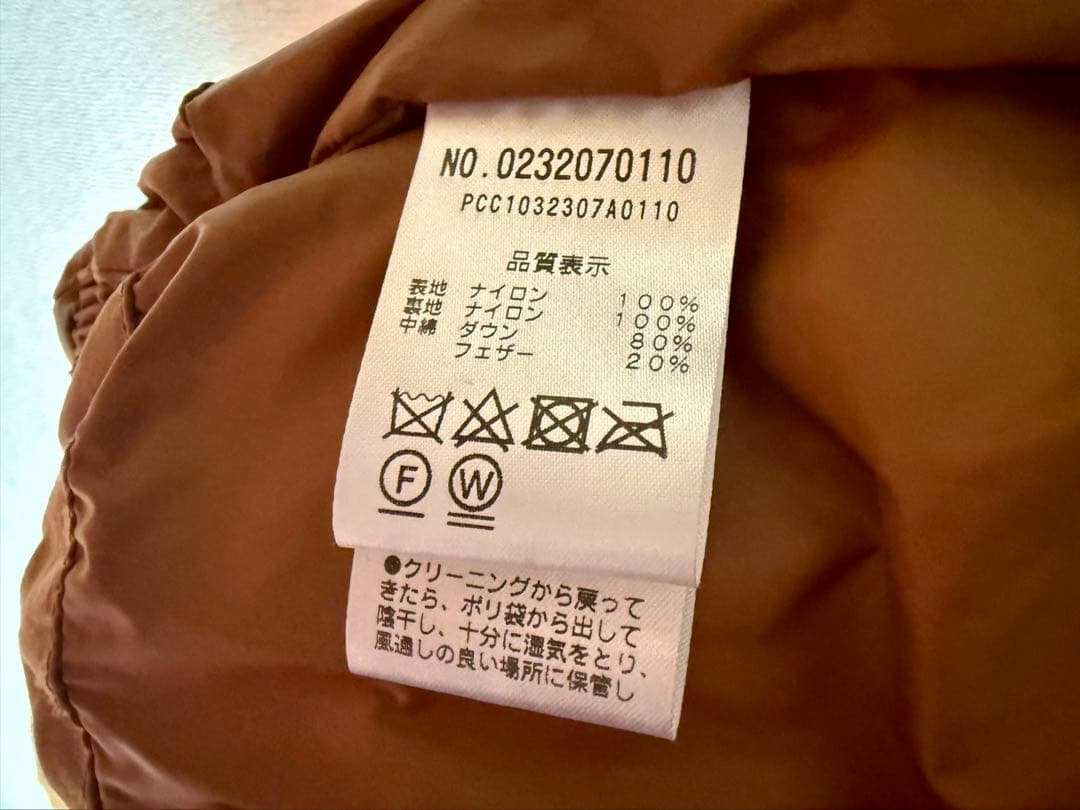 NO.0232070110
PCC1032307A0110
品質表示
表地 ナイロン 100%
裏地 ナイロン 100%
中綿 ダウン 80%
フェザー 20%
F W
●クリーニングから戻って
きたら、ポリ袋から出して
陰干し、十分に湿気をとり、
風通しの良い場所に保管し